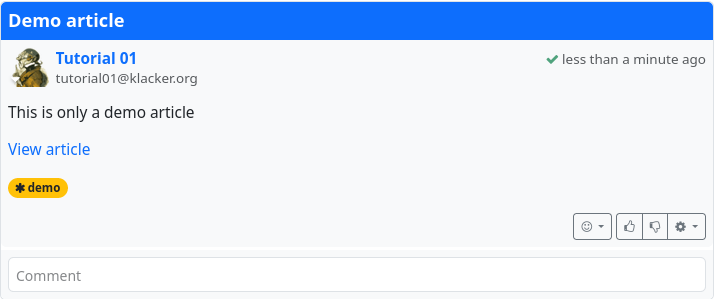 Demo article
Tutorial 01
less than a minute ago
tutorial01@klacker.org
This is only a demo article
View article
demo
Comment